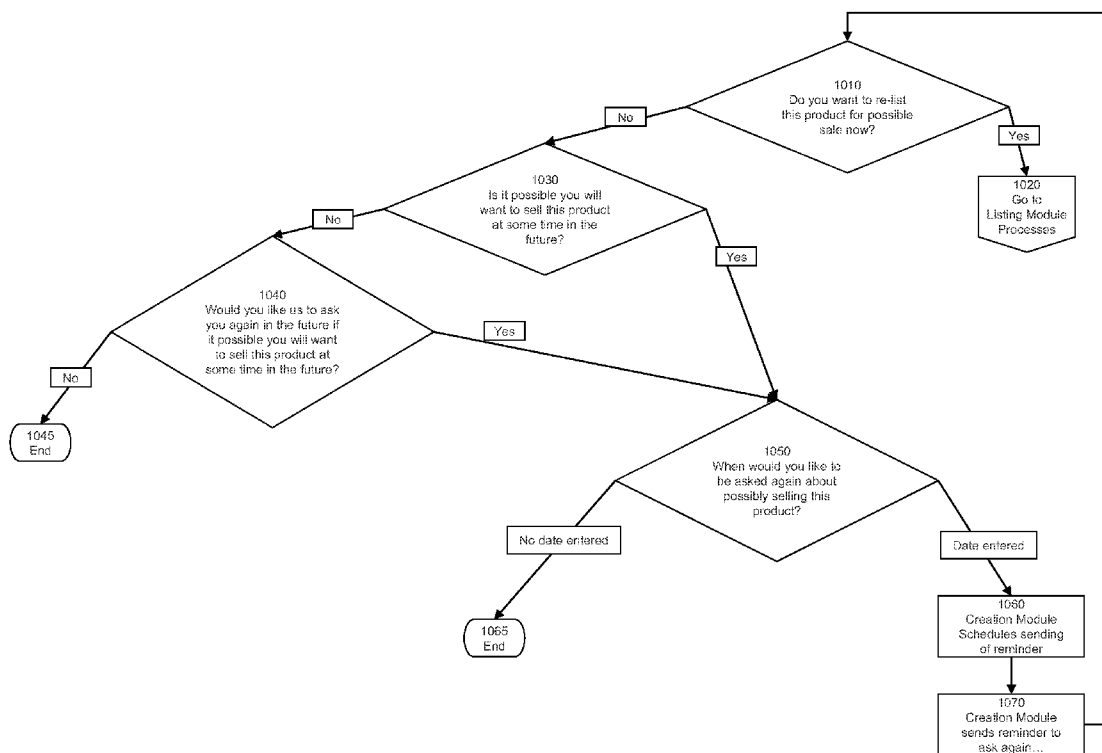 1010
Do you want to re-list
this product for possible
sale now?
No
Yes
1020
Go to
Listing Module
Processes
1030
Is it possible you will
want to sell this product
at some time in the
future?
No
Yes
1040
Would you like us to ask
you again in the future if
it possible you will want
to sell this product at
some time in the future?
Yes
No
1045
End
1050
When would you like to
be asked again about
possibly selling this
product?
No date entered
Date entered
1065
End
1060
Creation Module
Schedules sending
of reminder
1070
Creation Module
sends reminder to
ask again...